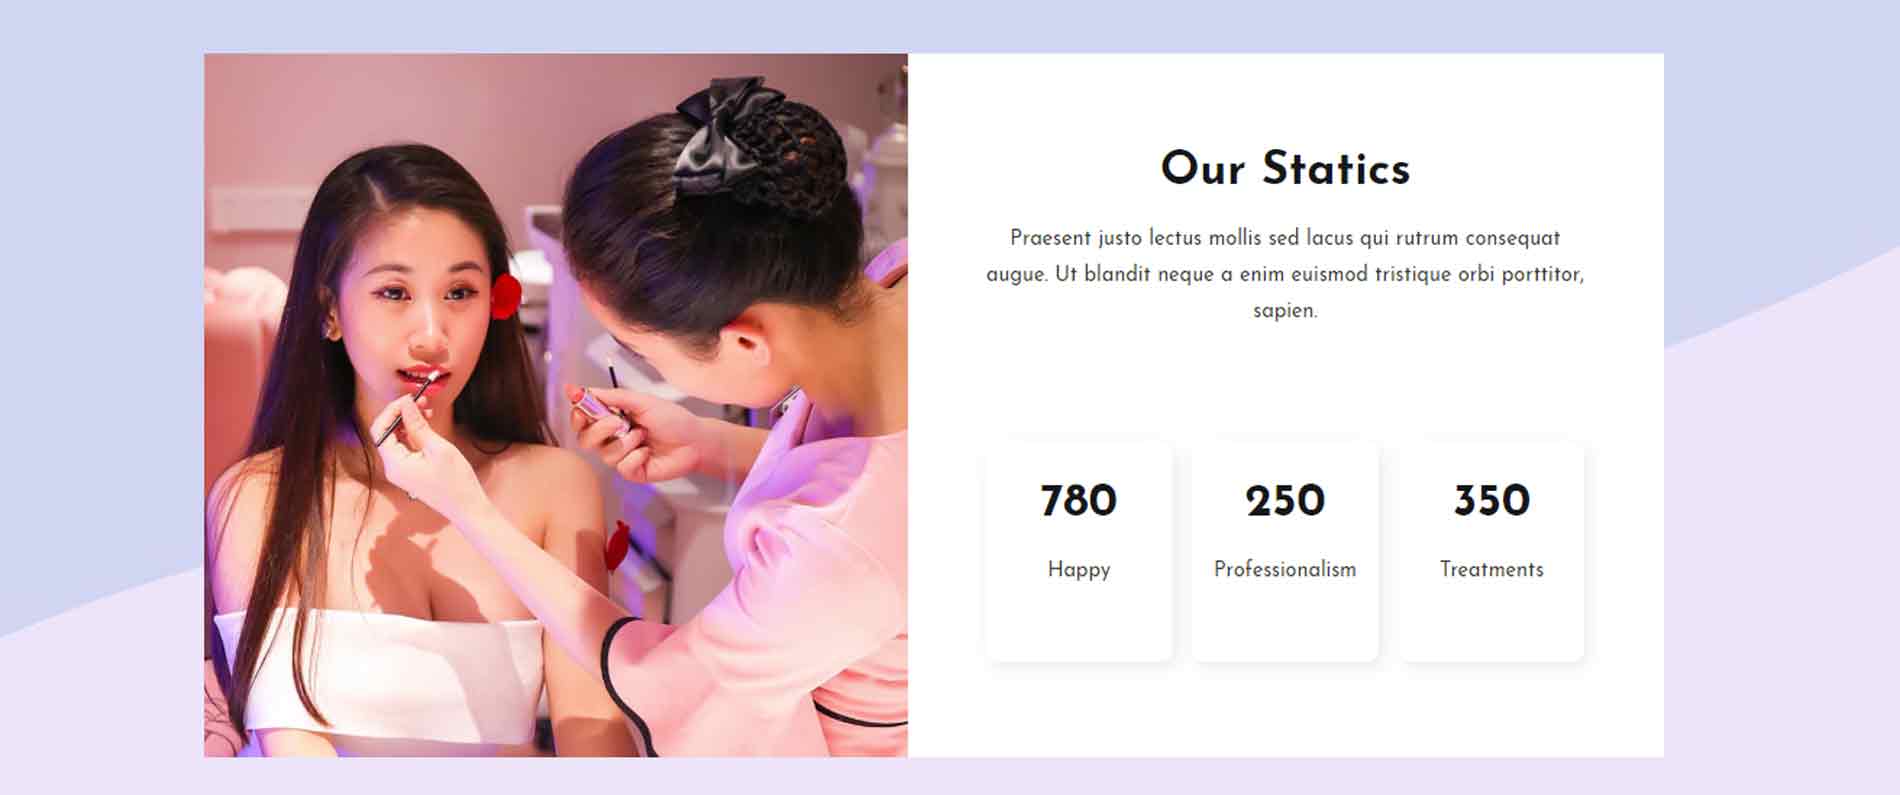 Our Statics
Praesent justo lectus mollis sed lacus qui rutrum consequat
augue. Ut blandit neque a enim euismod tristique orbi porttitor,
sapien.
780
Happy
250
Professionalism
350
Treatments